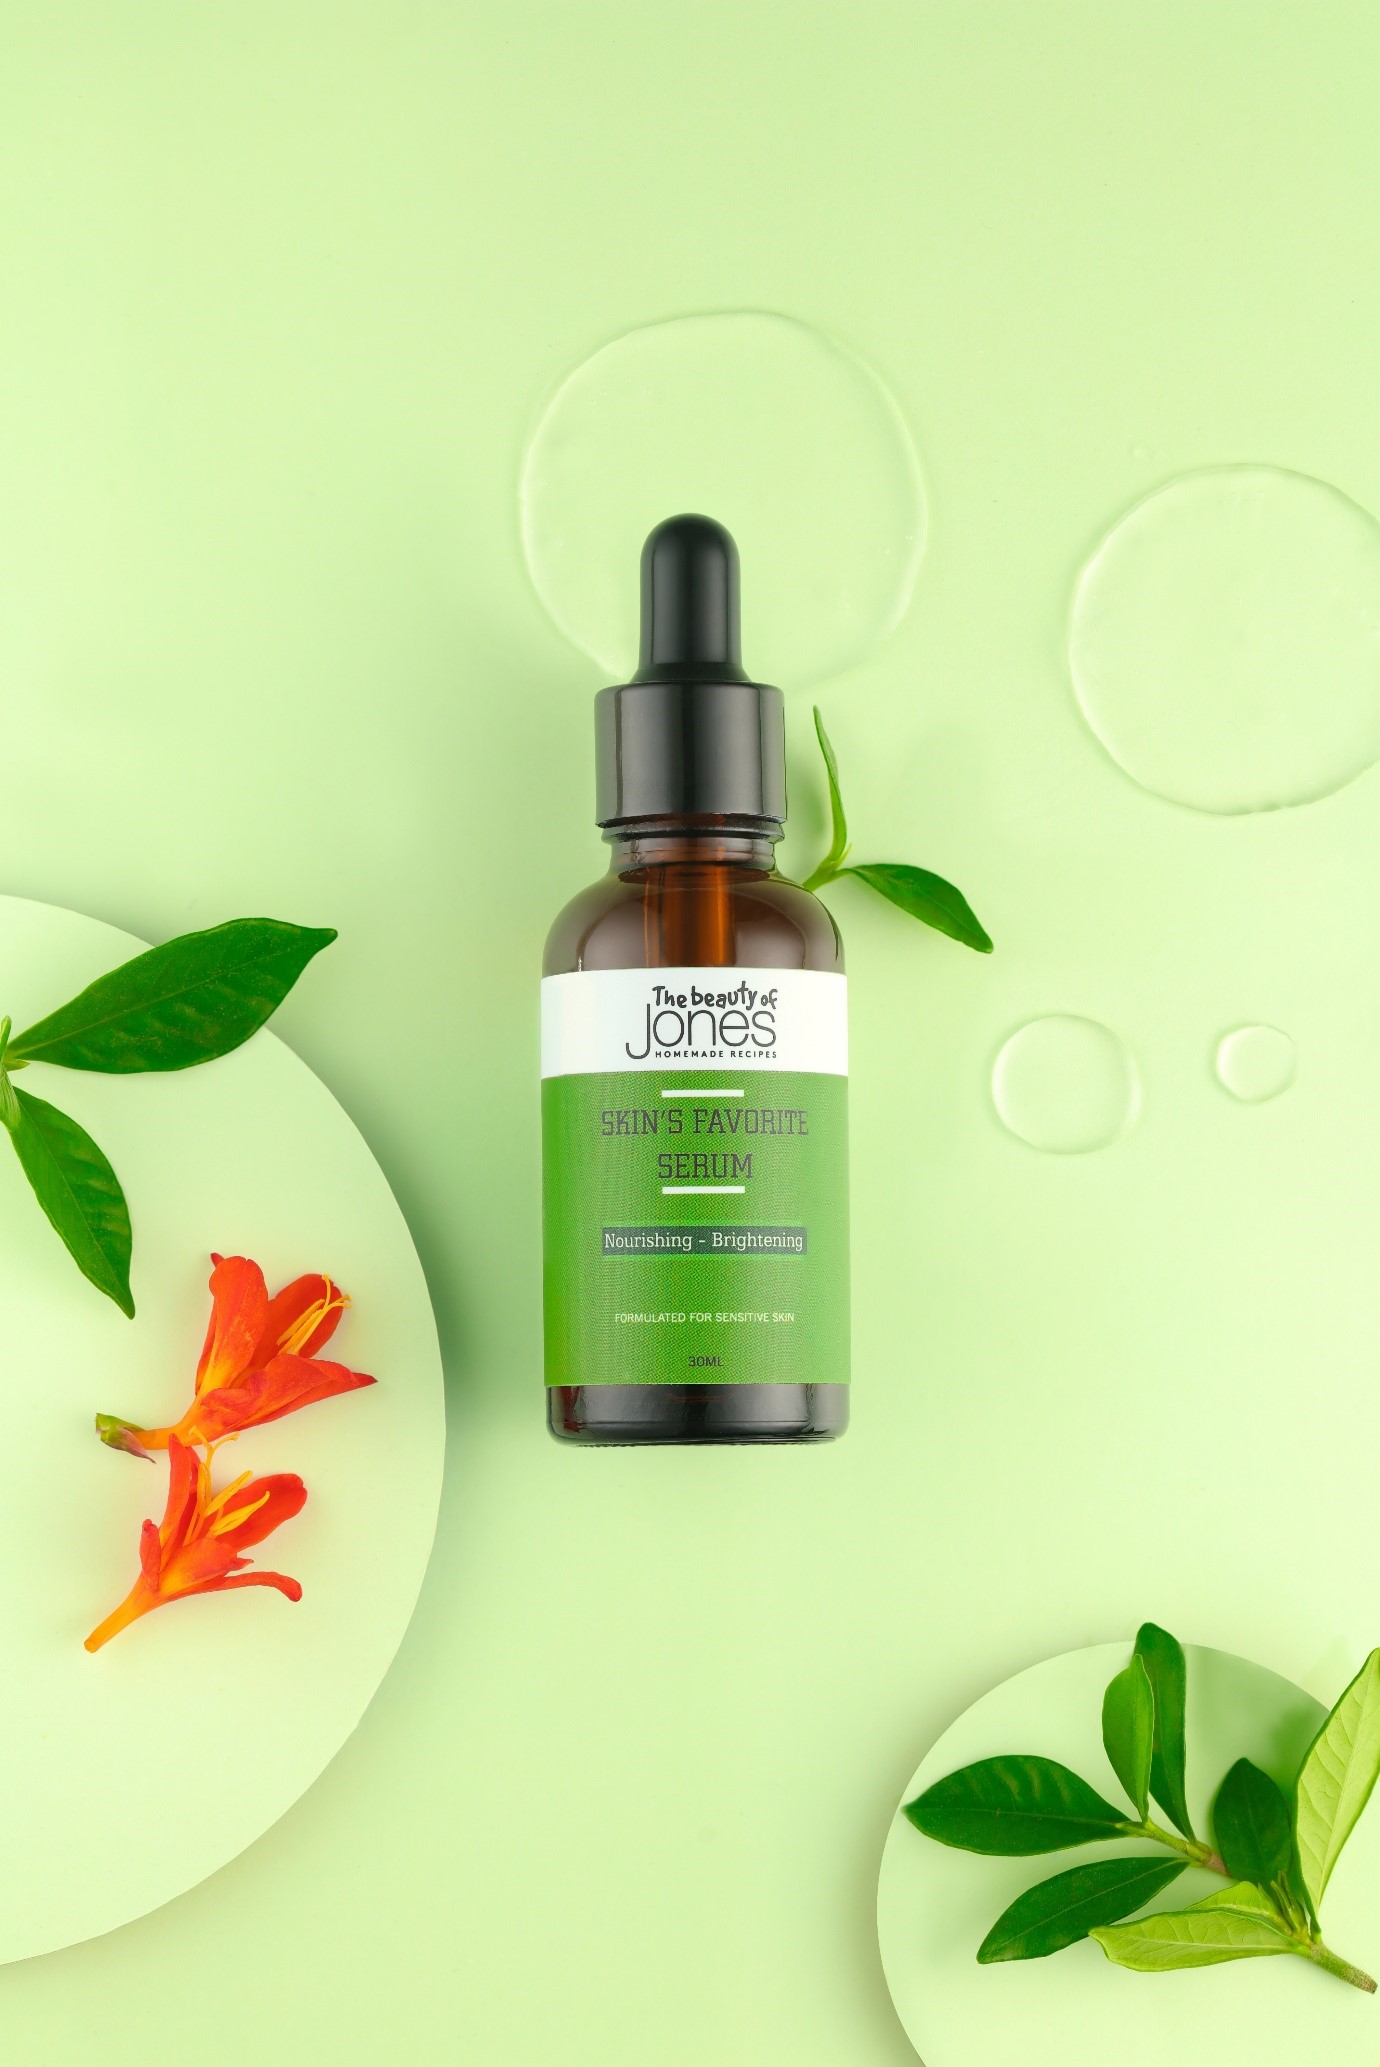 The beauty of
Jones
HOMEMADE RECIPES
SKIN'S FAVORITE
SERUM
Nourishing - Brightening
FORMULATED FOR SENSITIVE SKIN
30ML